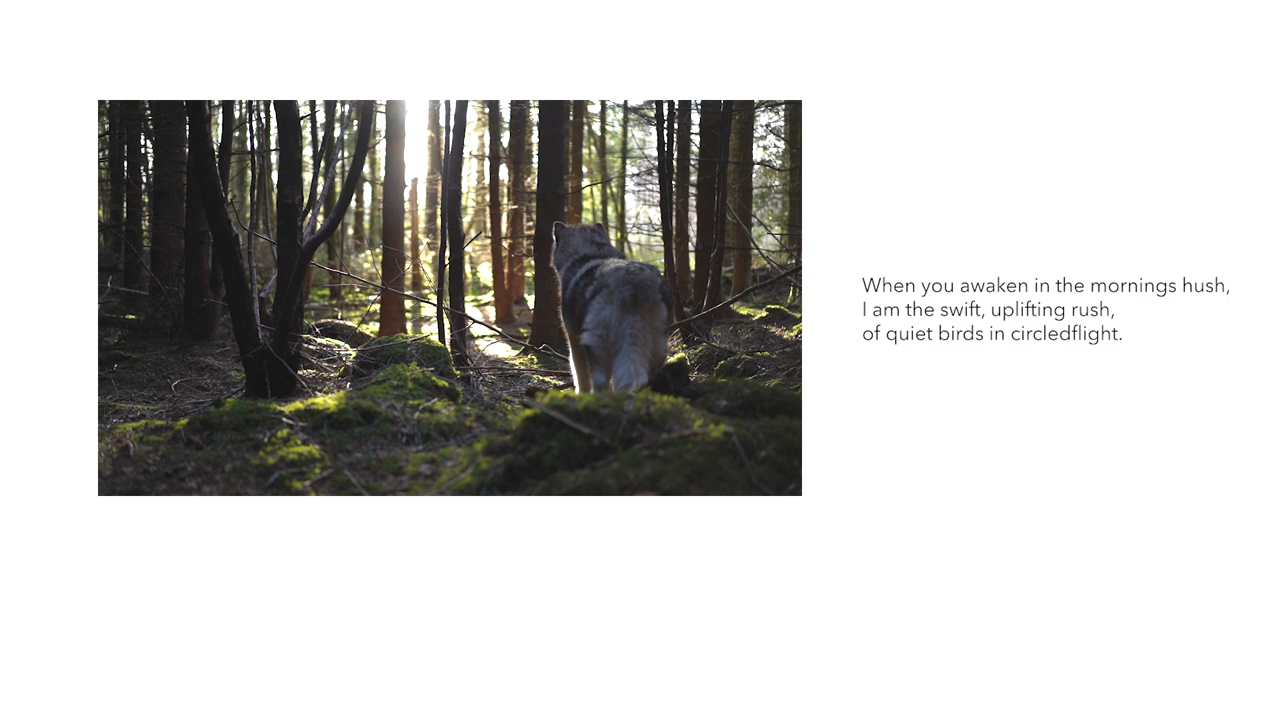 When you awaken in the mornings hush,
I am the swift, uplifting rush,
of quiet birds in circledflight.